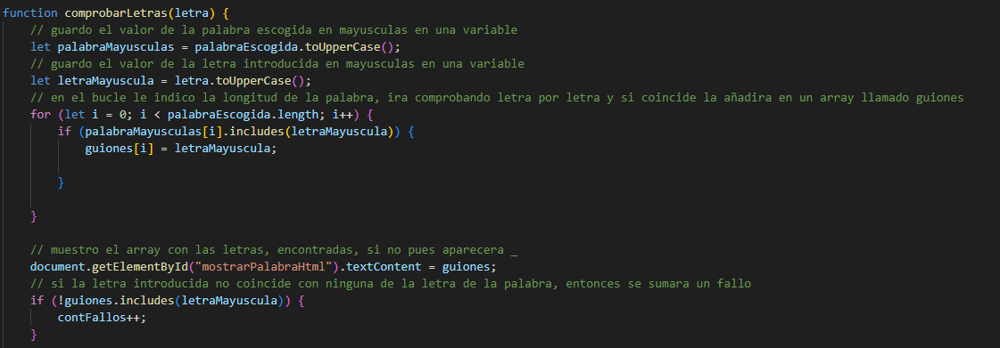 function comprobarLetras(letra) {
// guardo el valor de la palabra escogida en mayusculas en una variable
let palabraMayusculas = palabraEscogida.toUpperCase();
// guardo el valor de la letra introducida en mayusculas en una variable
let letraMayuscula = letra.toUpperCase();
// en el bucle le indico la longitud de la palabra, ira comprobando letra por letra y si coincide la añadira en un array llamado guiones
for (let i = 0; i < palabraEscogida.length; i++) {
if (palabraMayusculas[i].includes(letraMayuscula)) {
guiones[i] = letraMayuscula;
}
}
// muestro el array con las letras, encontradas, si no pues aparecera _
document.getElementById("mostrarPalabraHtml").textContent = guiones;
// si la letra introducida no coincide con ninguna de la letra de la palabra, entonces se sumara un fallo
if (!guiones.includes(letraMayuscula)) {
contFallos++;
}